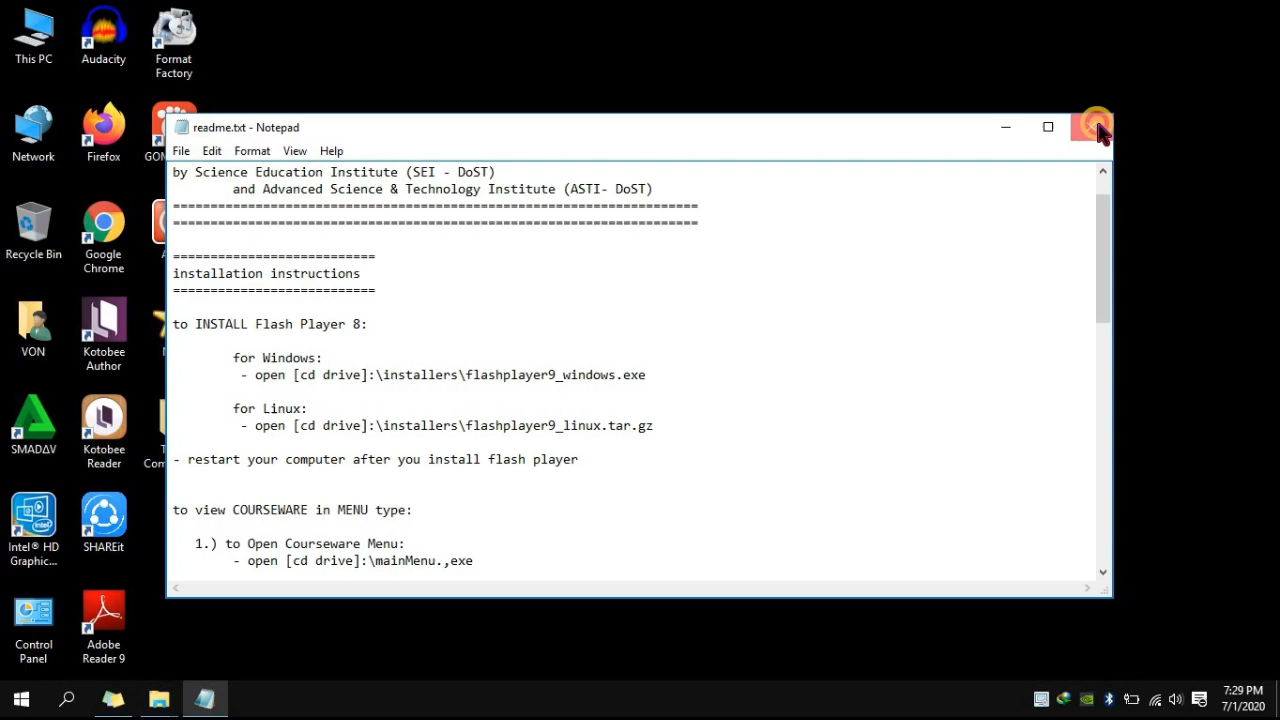 This PC
Audacity
Format
Factory
Network
Firefox
GOM
Recycle Bin
Google
Chrome
VON
Kotobee
Author
SMADΔV
Kotobee
Reader
Com
Intel® HD
Graphic...
SHAREit
Control
Panel
Adobe
Reader 9
readme.txt - Notepad
File Edit Format View Help
by Science Education Institute (SEI - DoST)
and Advanced Science & Technology Institute (ASTI- DoST)
======================================================================
======================================================================
===========================
installation instructions
===========================
to INSTALL Flash Player 8:
for Windows:
- open [cd drive]:\installers\flashplayer9_windows.exe
for Linux:
- open [cd drive]:\installers\flashplayer9_linux.tar.gz
- restart your computer after you install flash player
to view COURSEWARE in MENU type:
1.) to Open Courseware Menu:
- open [cd drive]:\mainMenu.,exe
7:29 PM
7/1/2020